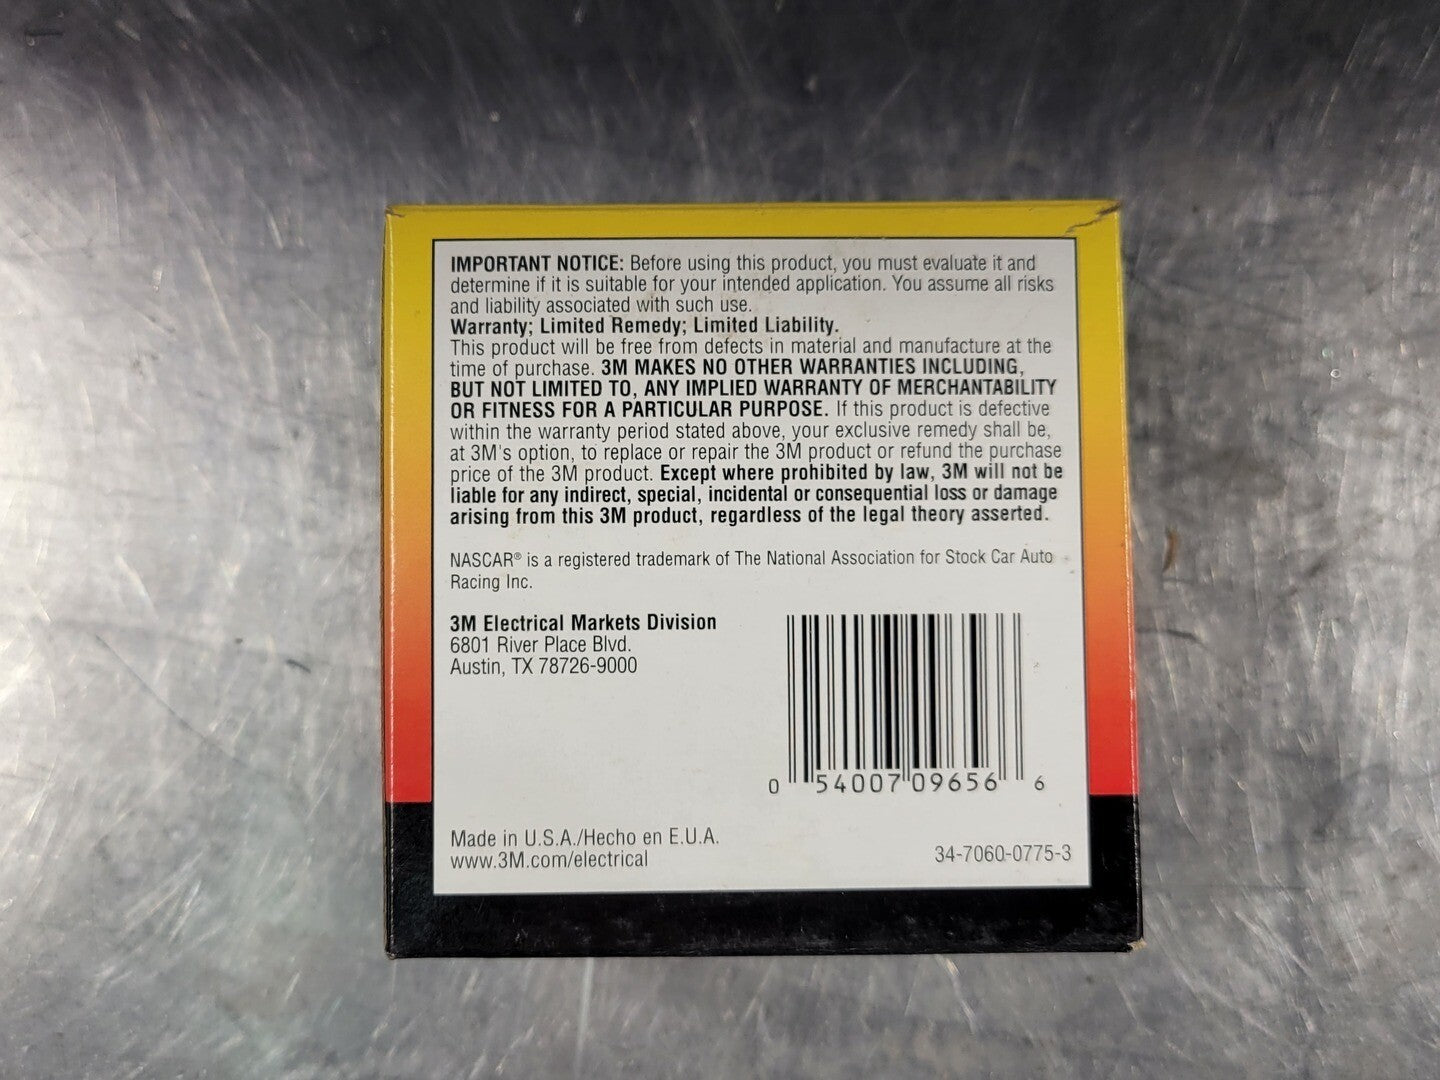 IMPORTANT NOTICE: Before using this product, you must evaluate it and
determine if it is suitable for your intended application. You assume all risks
and liability associated with such use.
Warranty; Limited Remedy; Limited Liability.
This product will be free from defects in material and manufacture at the
time of purchase. 3M MAKES NO OTHER WARRANTIES INCLUDING,
BUT NOT LIMITED TO, ANY IMPLIED WARRANTY OF MERCHANTABILITY
OR FITNESS FOR A PARTICULAR PURPOSE. If this product is defective
within the warranty period stated above, your exclusive remedy shall be,
at 3M's option, to replace or repair the 3M product or refund the purchase
price of the 3M product. Except where prohibited by law, 3M will not be
liable for any indirect, special, incidental or consequential loss or damage
arising from this 3M product, regardless of the legal theory asserted.
NASCAR® is a registered trademark of The National Association for Stock Car Auto
Racing Inc.
3M Electrical Markets Division
6801 River Place Blvd.
Austin, TX 78726-9000
0 54007 09656 6
Made in U.S.A./Hecho en E.U.A.
www.3M.com/electrical
34-7060-0775-3